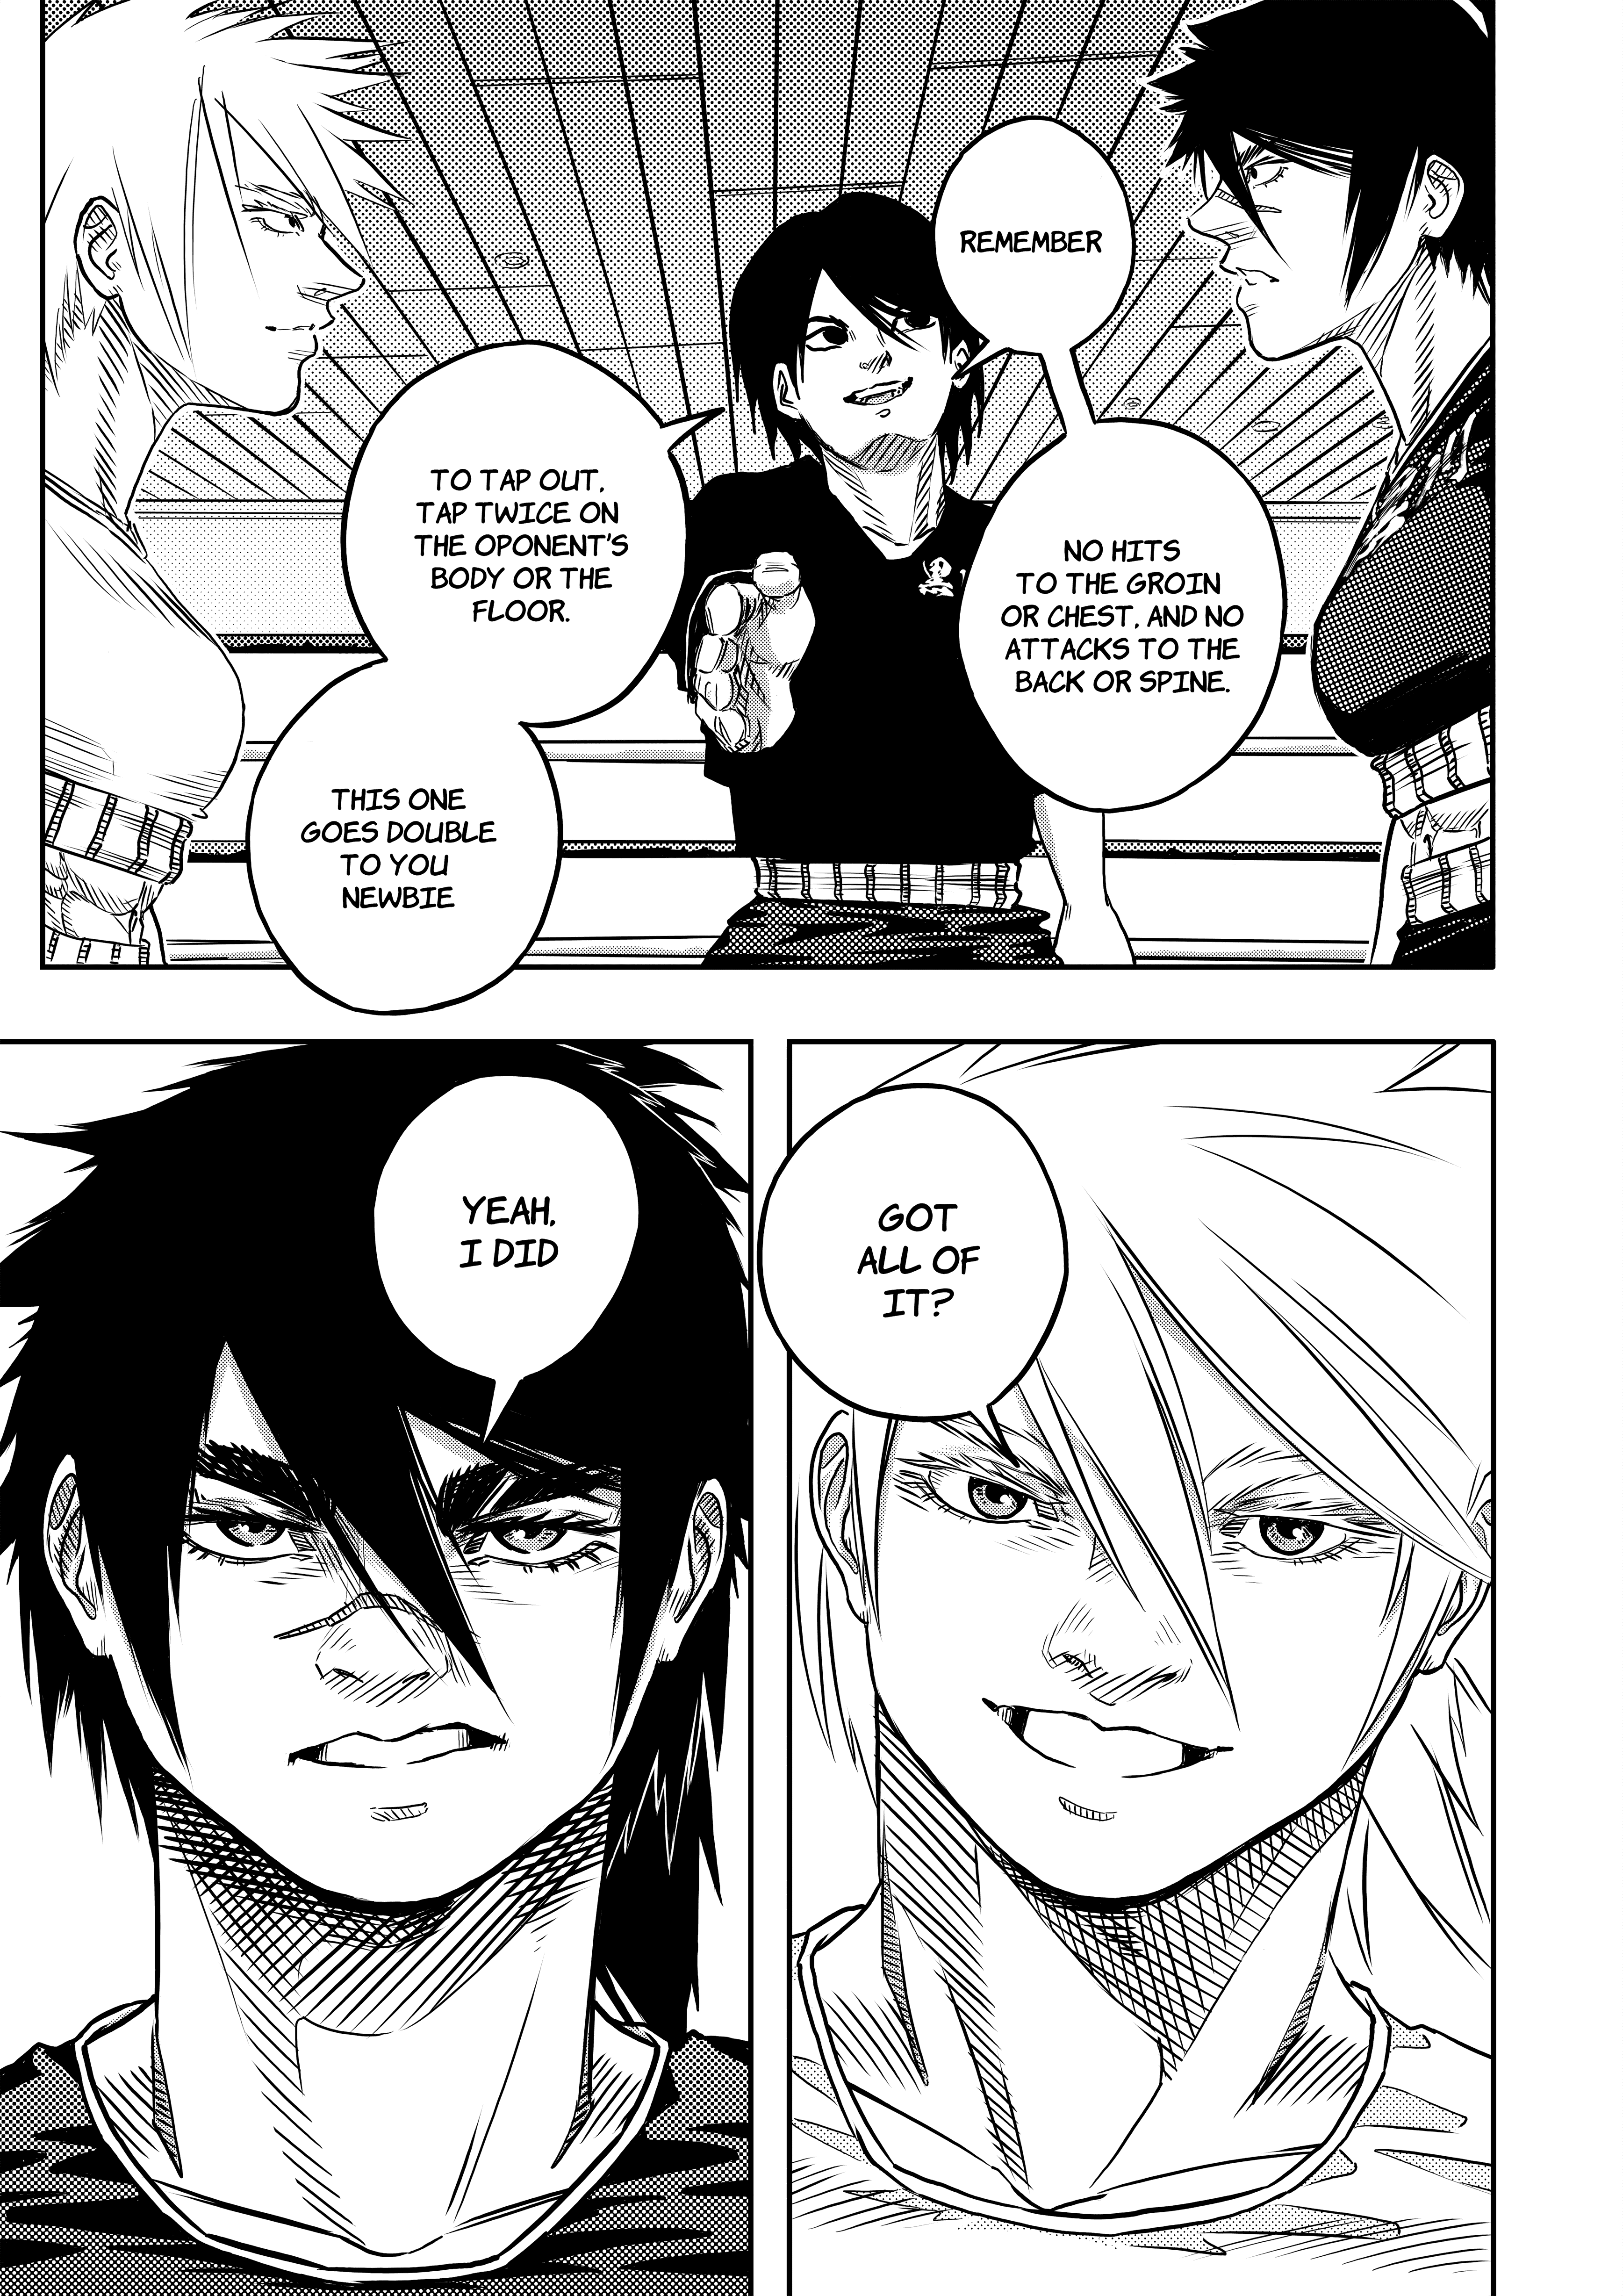 REMEMBER
NO HITS
TO THE GROIN
OR CHEST, AND NO
ATTACKS TO THE
BACK OR SPINE.
TO TAP OUT,
TAP TWICE ON
THE OPONENT'S
BODY OR THE
FLOOR.
THIS ONE
GOES DOUBLE
TO YOU
NEWBIE
GOT
ALL OF
IT?
YEAH,
I DID